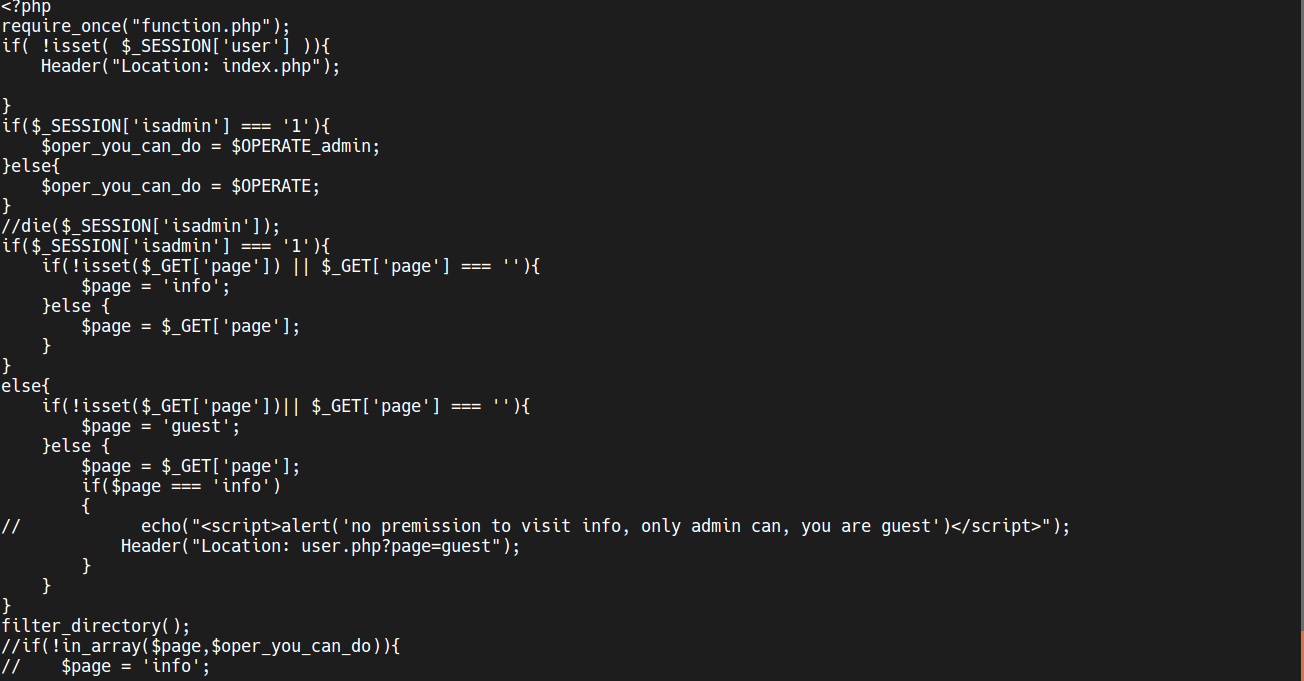 <?php
require_once("function.php");
if( !isset( $_SESSION['user'] )){
    Header("Location: index.php");

}
if($_SESSION['isadmin'] === '1'){
    $oper_you_can_do = $OPERATE_admin;
}else{
    $oper_you_can_do = $OPERATE;
}
//die($_SESSION['isadmin']);
if($_SESSION['isadmin'] === '1'){
    if(!isset($_GET['page']) || $_GET['page'] === ''){
        $page = 'info';
    }else {
        $page = $_GET['page'];
    }
}
else{
    if(!isset($_GET['page'])|| $_GET['page'] === ''){
        $page = 'guest';
    }else {
        $page = $_GET['page'];
        if($page === 'info')
        {
//            echo("<script>alert('no premission to visit info, only admin can, you are guest')</script>");
            Header("Location: user.php?page=guest");
        }
    }
}
filter_directory();
//if(!in_array($page,$oper_you_can_do)){
//    $page = 'info';